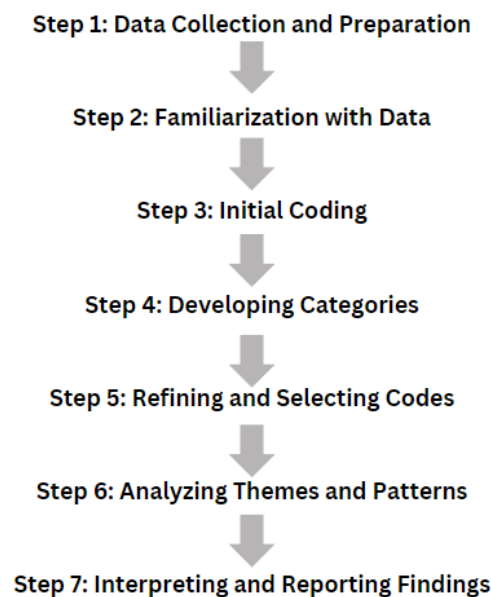 Step 1: Data Collection and Preparation
Step 2: Familiarization with Data
Step 3: Initial Coding
Step 4: Developing Categories
Step 5: Refining and Selecting Codes
Step 6: Analyzing Themes and Patterns
Step 7: Interpreting and Reporting Findings